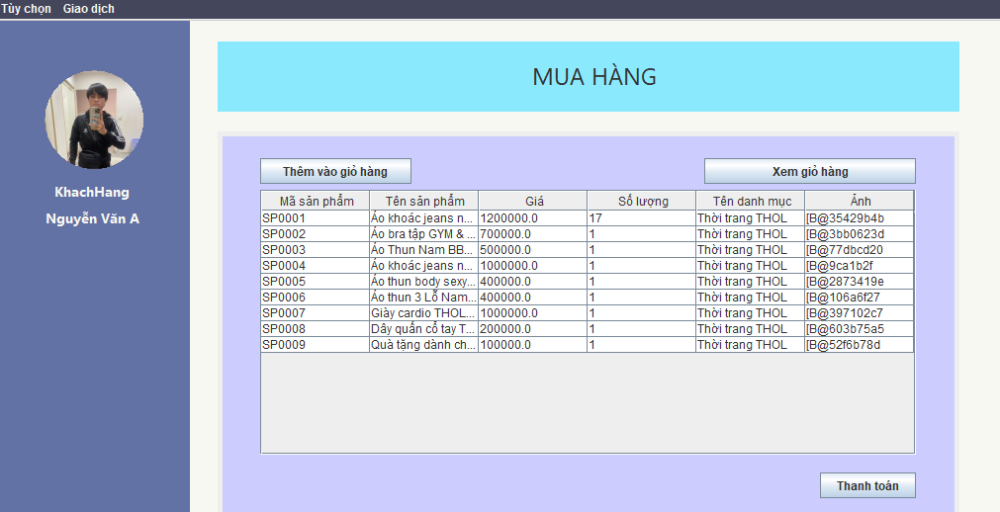 Tùy chọn Giao dịch
MUA HÀNG
KhachHang
Nguyễn Văn A
Thêm vào giỏ hàng Xem giỏ hàng
Mã sản phẩm Tên sản phẩm Giá Số lượng Tên danh mục Ảnh
SP0001 Áo khoác jeans n... 1200000.0 17 Thời trang THOL [B@35429b4b
SP0002 Áo bra tập GYM & ... 700000.0 1 Thời trang THOL [B@3bb0623d
SP0003 Áo Thun Nam BB... 500000.0 1 Thời trang THOL [B@77dbcd20
SP0004 Áo khoác jeans n... 1000000.0 1 Thời trang THOL [B@9ca1b2f
SP0005 Áo thun body sexy... 400000.0 1 Thời trang THOL [B@2873419e
SP0006 Áo thun 3 Lỗ Nam... 400000.0 1 Thời trang THOL [B@106a6f27
SP0007 Giày cardio THOL... 1000000.0 1 Thời trang THOL [B@397102c7
SP0008 Dây quấn cổ tay T... 200000.0 1 Thời trang THOL [B@603b75a5
SP0009 Quà tặng dành ch... 100000.0 1 Thời trang THOL [B@52f6b78d
Thanh toán